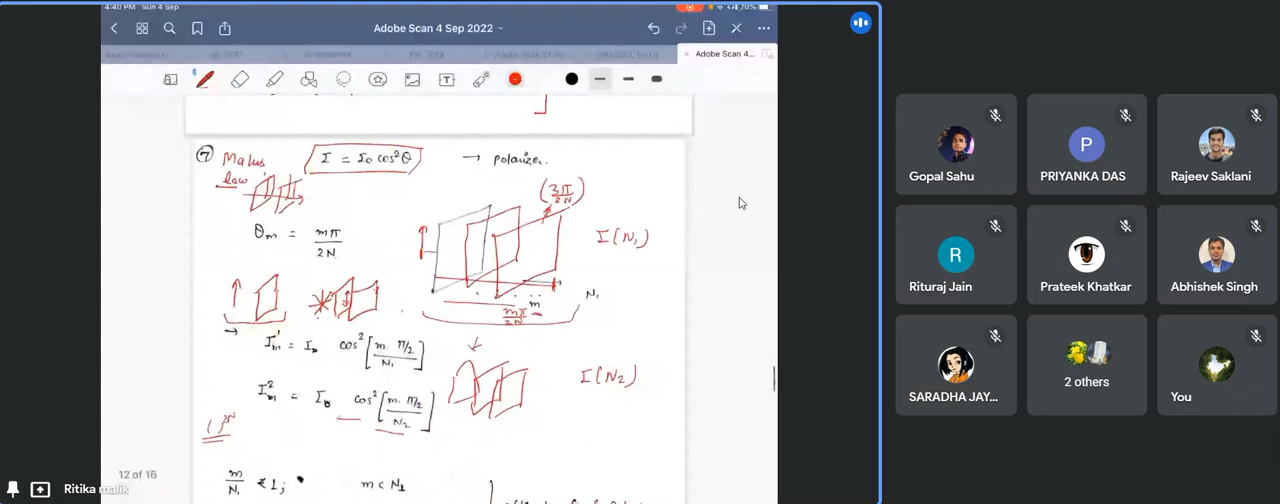 4:40 PM Sun 4 Sep
70%
Adobe Scan 4 Sep 2022
Adobe Scan 4...
⑦ Malus law
I = I₀ cos²θ → polarizer.
θm = mπ / 2N
(3π / 2N)
I(N₁)
m
mπ / 2N
N₁
I¹m = I₀ cos² [m. π/2 / N₁]
I²m = I₀ cos² [m. π/2 / N₂]
I(N₂)
( )²ᴺ
m / N₁ < 1; m < N₁
12 of 16
Ritika malik
Gopal Sahu
P
PRIYANKA DAS
Rajeev Saklani
R
Rituraj Jain
Prateek Khatkar
Abhishek Singh
SARADHA JAY...
2 others
You